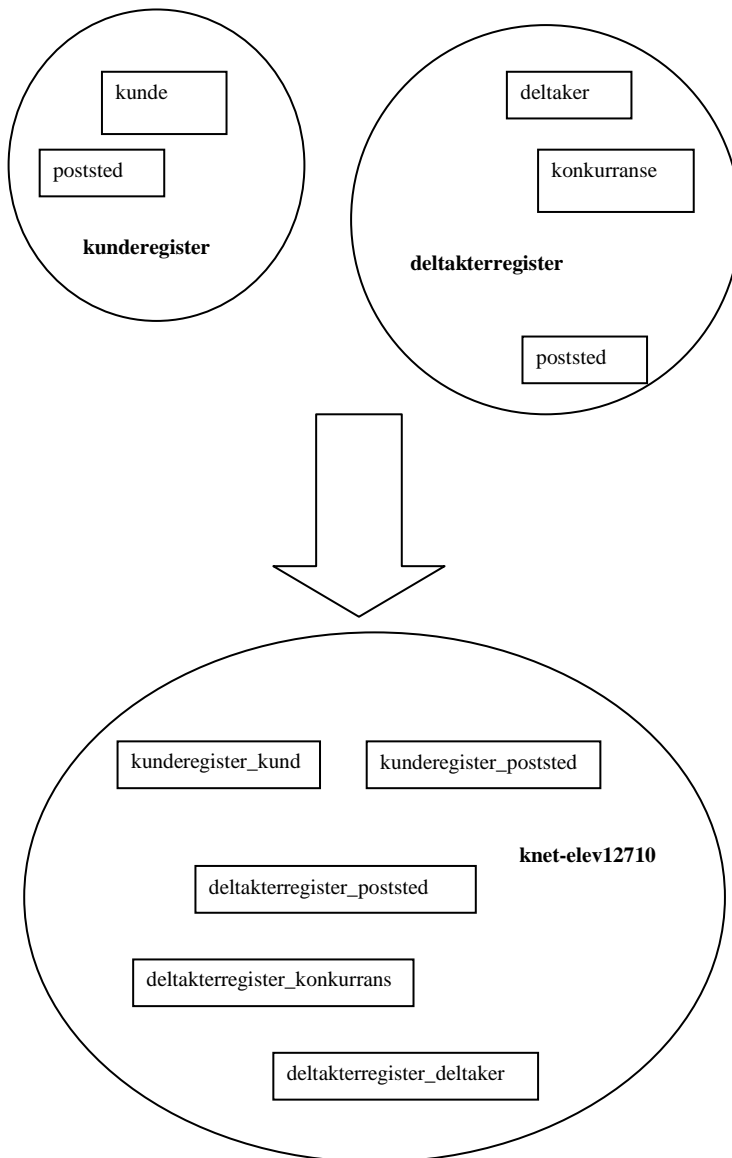 kunde
poststed
kunderegister
deltaker
konkurranse
deltakterregister
poststed
kunderegister_kund
kunderegister_poststed
knet-elev12710
deltakterregister_poststed
deltakterregister_konkurrans
deltakterregister_deltaker